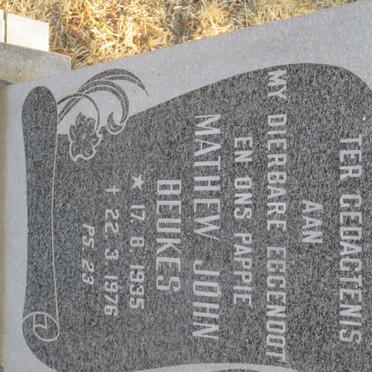 TER GEDAGTENIS
AAN
MY DIERBARE EGGENOOT
EN ONS PAPPIE
MATHEW JOHN
BEUKES
★ 17.8.1935
† 22.3.1976
PS. 23